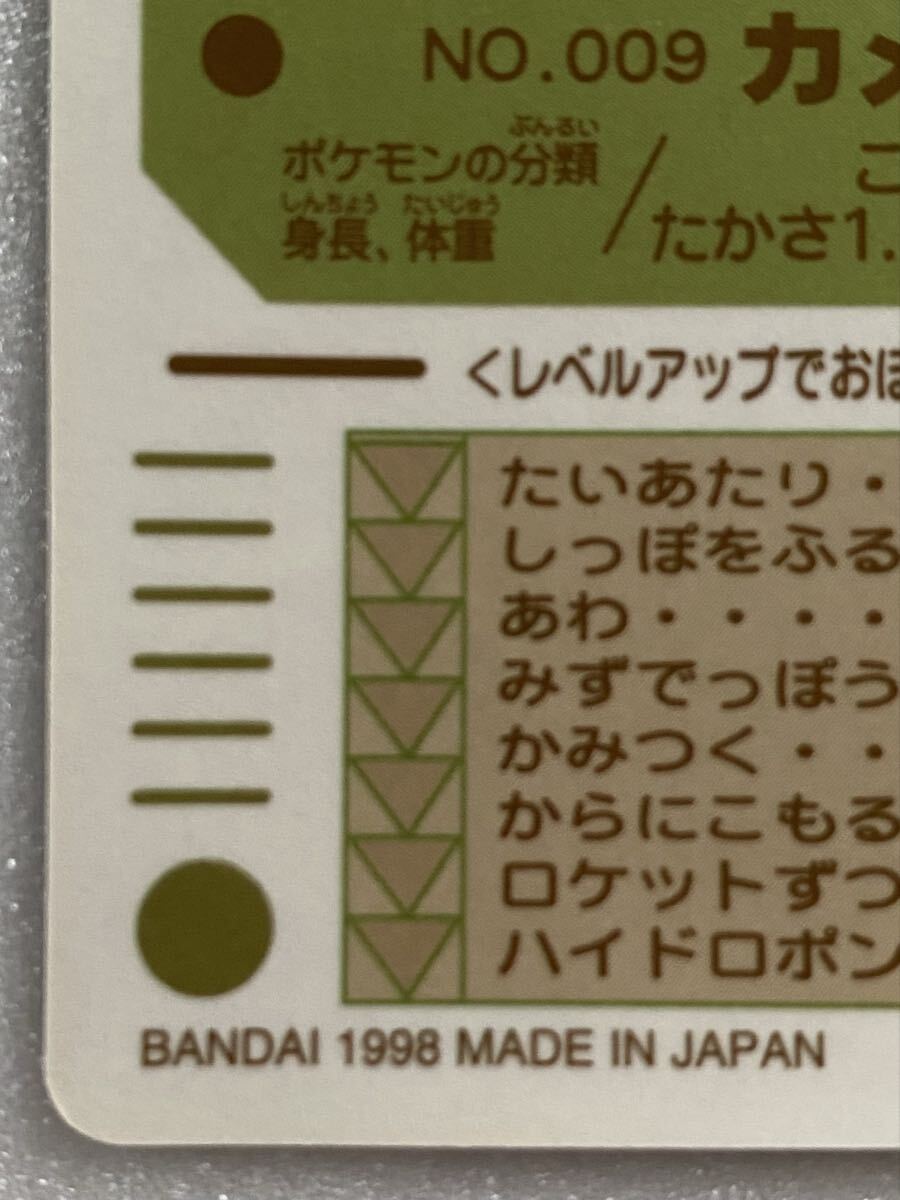 NO.009 カメ
ぶんるい
ポケモンの分類
こ
しんちょう たいじゅう
身長、体重
たかさ1.
<レベルアップでおぼ
たいあたり・
しっぽをふる
あわ・・・・
みずでっぽう
かみつく・・
からにこもる
ロケットずつ
ハイドロポン
BANDAI 1998 MADE IN JAPAN